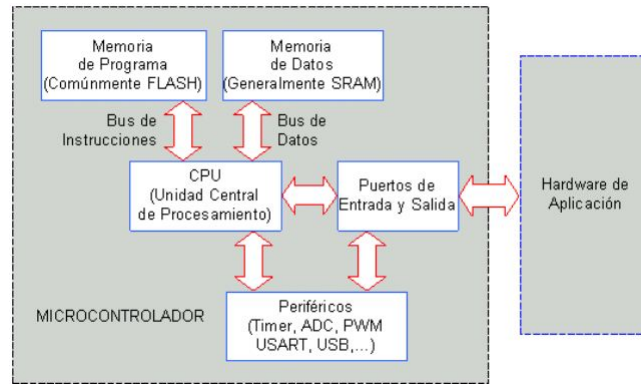 Memoria
de Programa
(Comúnmente FLASH)
Memoria
de Datos
(Generalmente SRAM)
Bus de
Instrucciones
Bus de
Datos
CPU
(Unidad Central
de Procesamiento)
Puertos de
Entrada y Salida
Hardware de
Aplicación
MICROCONTROLADOR
Periféricos
(Timer, ADC, PWM
USART, USB,...)